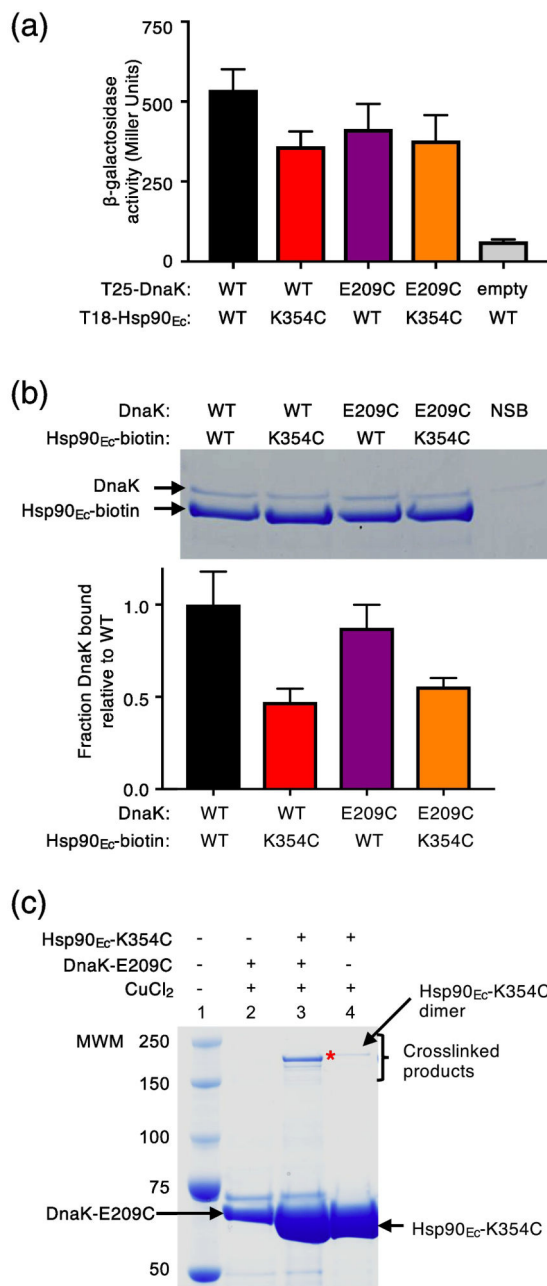 (a)
β-galactosidase
activity (Miller Units)
750
500
250
0
T25-DnaK: WT WT E209C E209C empty
T18-Hsp90Ec: WT K354C WT K354C WT
(b)
DnaK: WT WT E209C E209C NSB
Hsp90Ec-biotin: WT K354C WT K354C
DnaK
Hsp90Ec-biotin
Fraction DnaK bound
relative to WT
1.0
0.5
0.0
DnaK: WT WT E209C E209C
Hsp90Ec-biotin: WT K354C WT K354C
(c)
Hsp90Ec-K354C - - + +
DnaK-E209C - + + -
CuCl2 - + + +
1 2 3 4
Hsp90Ec-K354C
dimer
MWM 250
*
Crosslinked
products
150
100
75
DnaK-E209C
Hsp90Ec-K354C
50